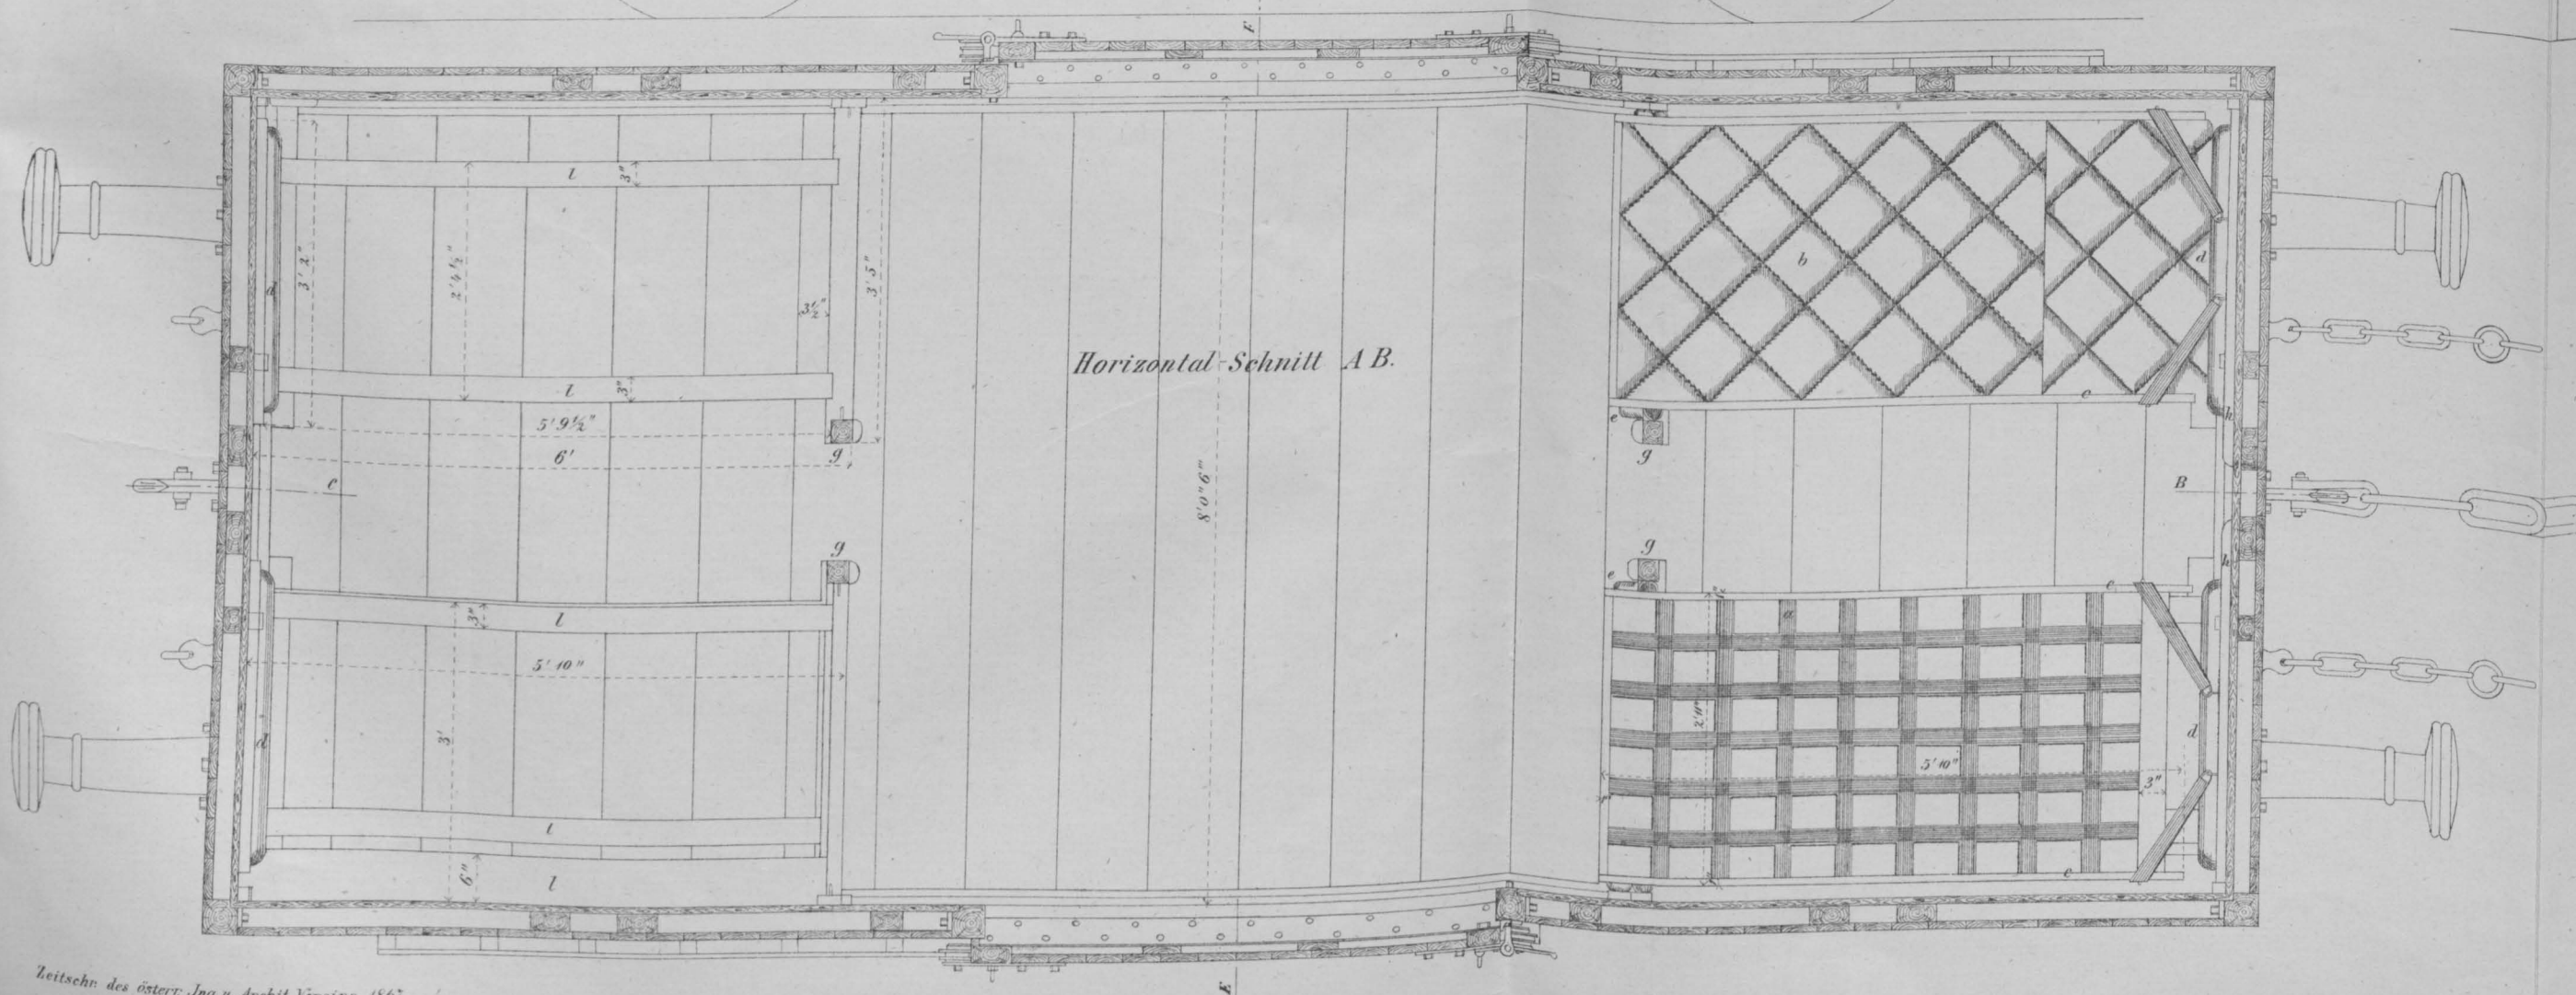 F
l
3"
3' 2"
2' 4½"
3½"
3' 5"
d
l
3"
5' 9½"
6'
g
c
Horizontal-Schnitt A B.
8' 0" 6'''
b
d
c
h
e
g
B
g
g
e
c
h
l
3"
5' 10"
3'
d
l
6"
l
a
2' 11"
5' 10"
3"
d
c
E
Zeitschr. des österr. Ing. u. Archit. Vereins